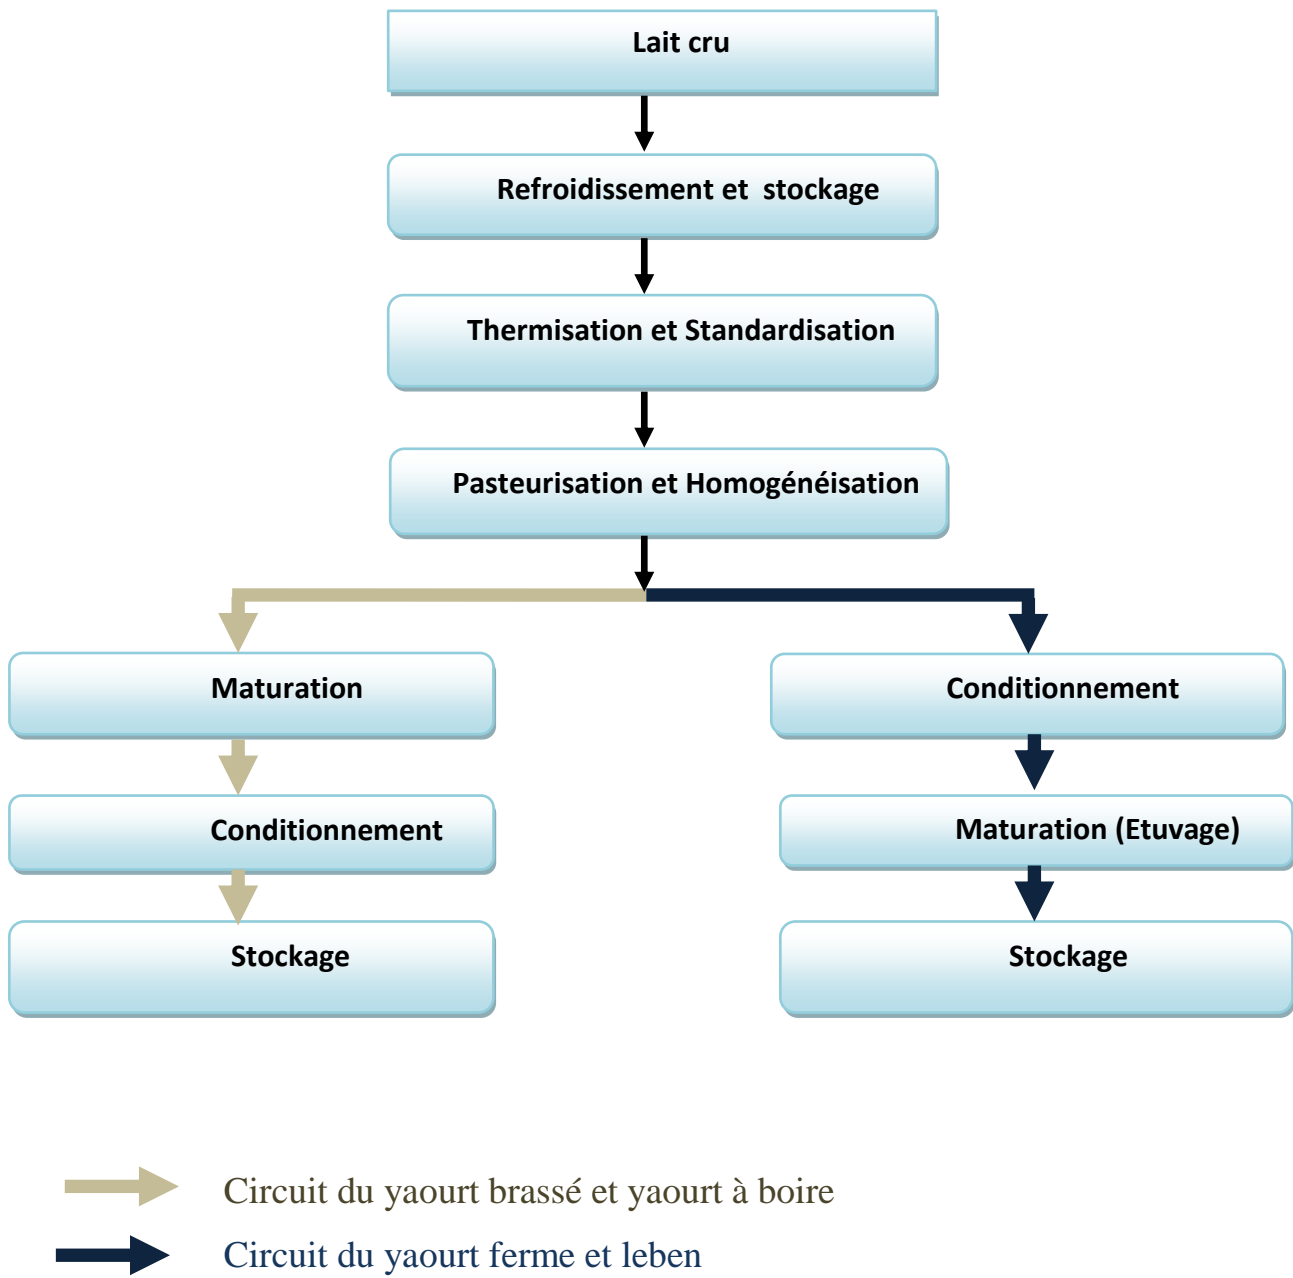 Lait cru
Refroidissement et stockage
Thermisation et Standardisation
Pasteurisation et Homogénéisation
Maturation
Conditionnement
Conditionnement
Maturation (Etuvage)
Stockage
Stockage
Circuit du yaourt brassé et yaourt à boire
Circuit du yaourt ferme et leben